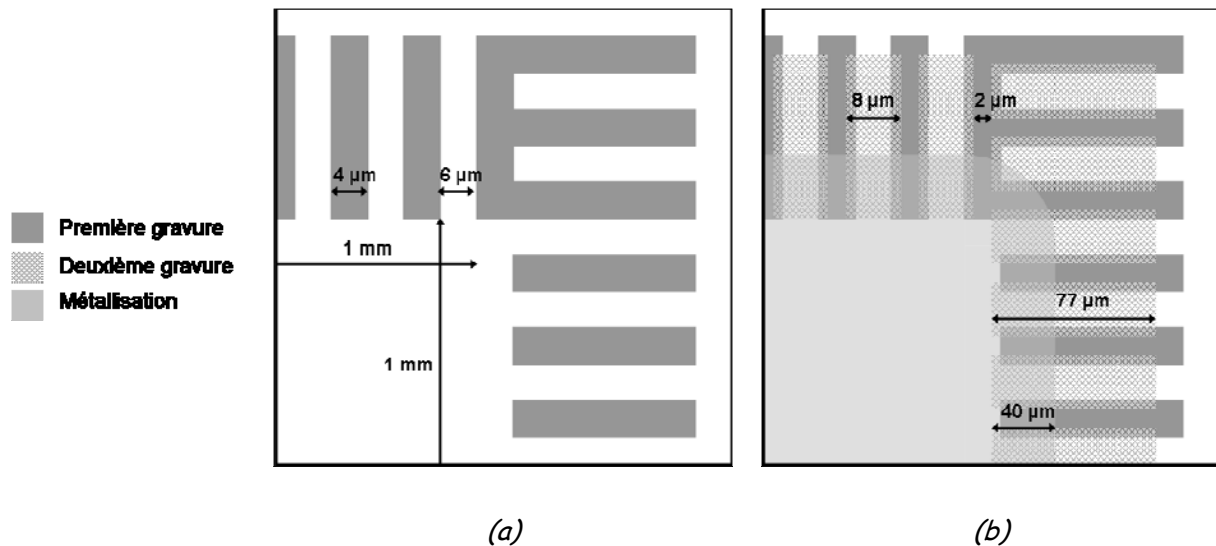 Première gravure
Deuxième gravure
Métallisation
4 µm
6 µm
1 mm
1 mm
8 µm
2 µm
77 µm
40 µm
(a)
(b)